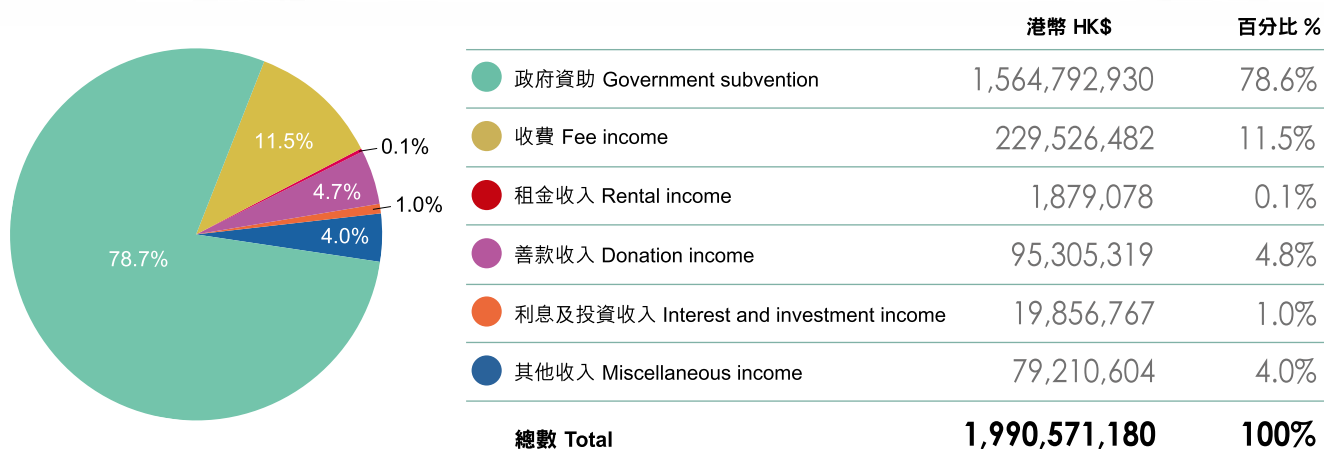 港幣 HK$ 百分比 %
政府資助 Government subvention 1,564,792,930 78.6%
收費 Fee income 229,526,482 11.5%
租金收入 Rental income 1,879,078 0.1%
善款收入 Donation income 95,305,319 4.8%
利息及投資收入 Interest and investment income 19,856,767 1.0%
其他收入 Miscellaneous income 79,210,604 4.0%
總數 Total 1,990,571,180 100%
11.5%
0.1%
4.7%
1.0%
4.0%
78.7%